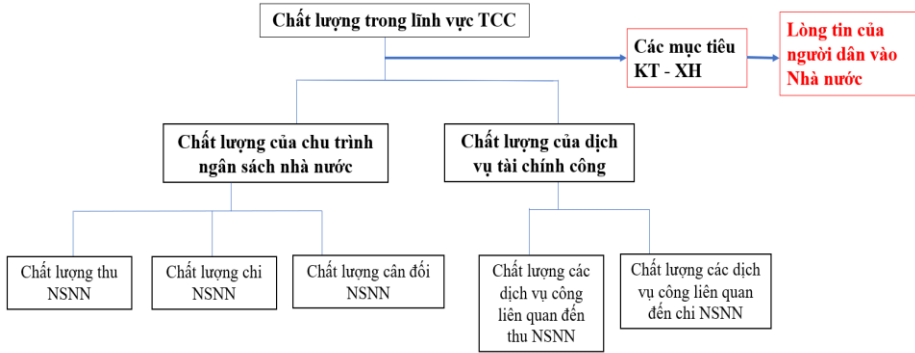 Chất lượng trong lĩnh vực TCC
Các mục tiêu
KT - XH
Lòng tin của
người dân vào
Nhà nước
Chất lượng của chu trình
ngân sách nhà nước
Chất lượng của dịch
vụ tài chính công
Chất lượng thu
NSNN
Chất lượng chi
NSNN
Chất lượng cân đối
NSNN
Chất lượng các
dịch vụ công
liên quan đến
thu NSNN
Chất lượng các dịch
vụ công liên quan
đến chi NSNN